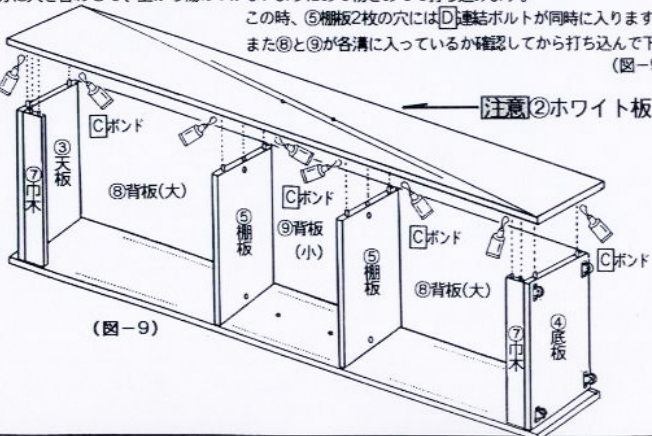 この時、⑤棚板2枚の穴にはD連結ボルトが同時に入ります
また⑧と⑨が各溝に入っているか確認してから打ち込んで下
(図-9
注意②ホワイト板
Cボンド
③天板
⑦巾木
⑧背板(大)
⑤棚板
Cボンド
⑨背板
(小)
⑤棚板
Cボンド
⑧背板(大)
Cボンド
⑦巾木
④底板
(図-9)